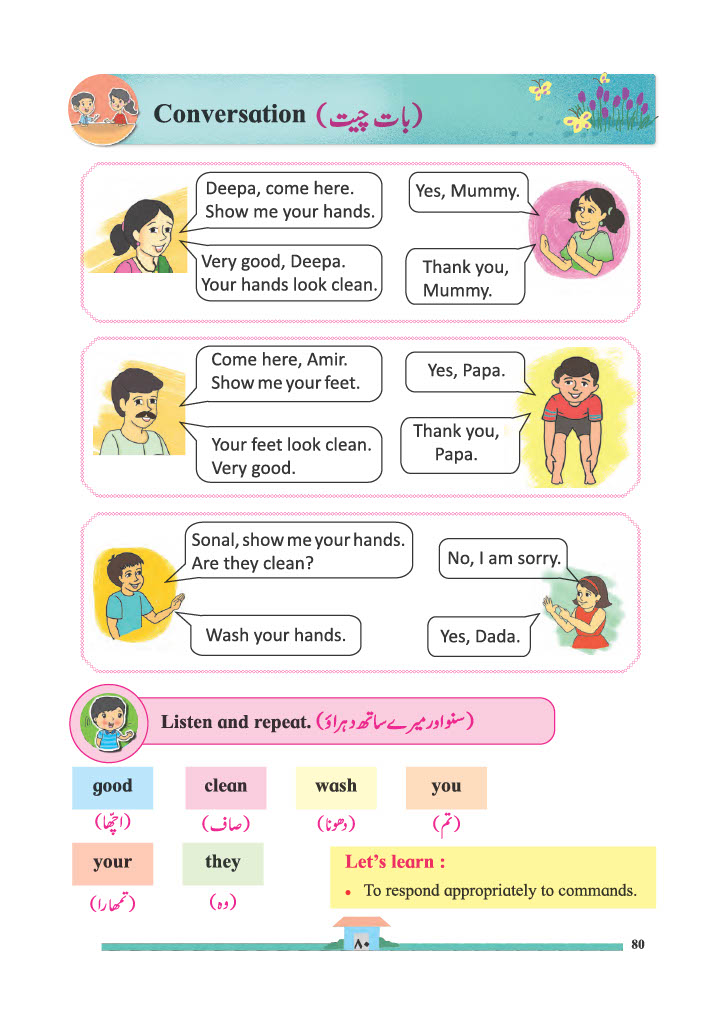 Conversation (بات چیت)
Deepa, come here.
Show me your hands.
Yes, Mummy.
Very good, Deepa.
Your hands look clean.
Thank you,
Mummy.
Come here, Amir.
Show me your feet.
Yes, Papa.
Your feet look clean.
Very good.
Thank you,
Papa.
Sonal, show me your hands.
Are they clean?
No, I am sorry.
Wash your hands.
Yes, Dada.
Listen and repeat. (سنو اور میرے ساتھ دہراؤ)
good
clean
wash
you
(اچّھا)
(صاف)
(دھونا)
(تم)
your
they
(تمھارا)
(وہ)
Let's learn :
• To respond appropriately to commands.
۸۰
80